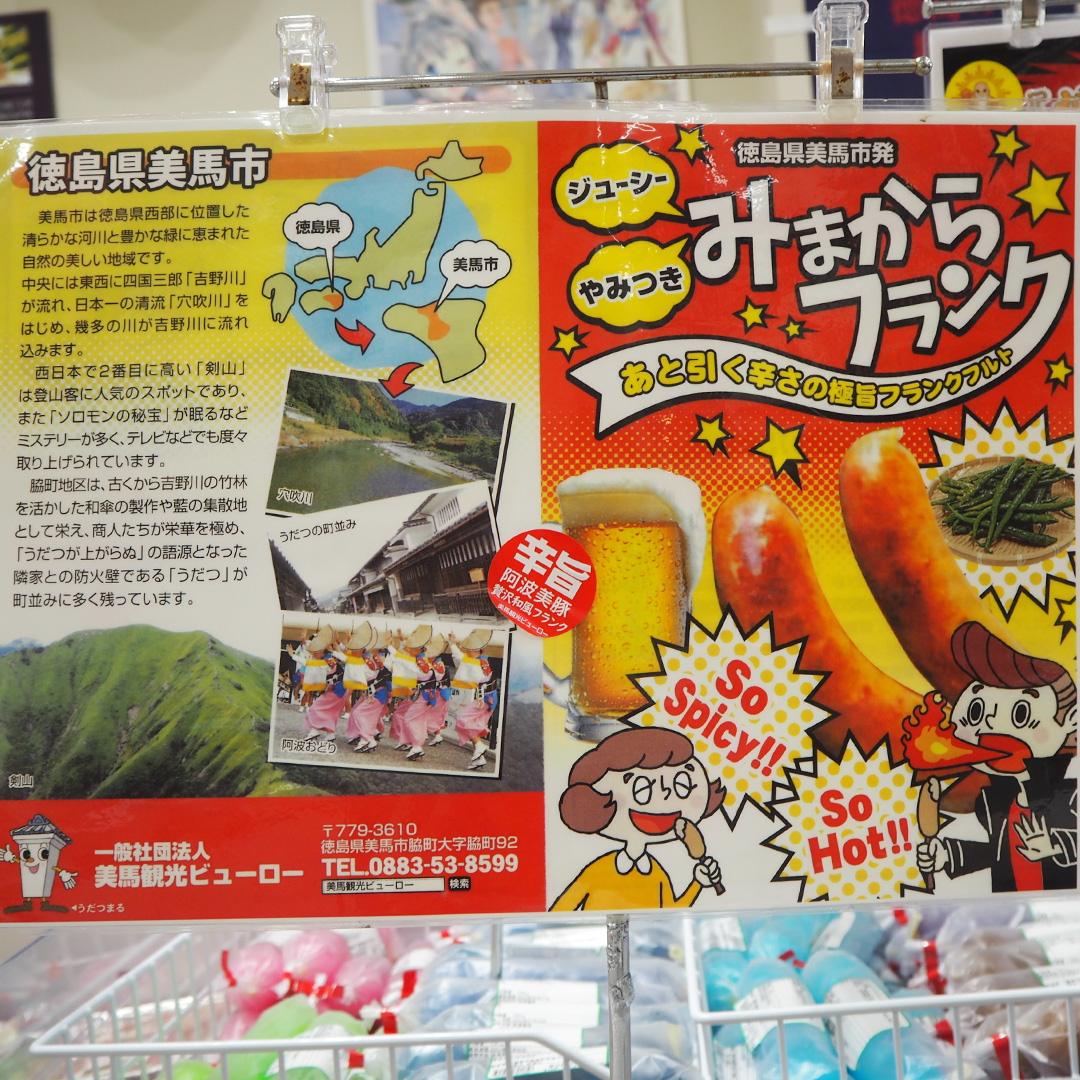 徳島県美馬市
美馬市は徳島県西部に位置した
清らかな河川と豊かな緑に恵まれた
自然の美しい地域です。
中央には東西に四国三郎「吉野川」
が流れ、日本一の清流「穴吹川」を
はじめ、幾多の川が吉野川に流れ
込みます。
西日本で2番目に高い「剣山」
は登山客に人気のスポットであり、
また「ソロモンの秘宝」が眠るなど
ミステリーが多く、テレビなどでも度々
取り上げられています。
脇町地区は、古くから吉野川の竹林
を活かした和傘の製作や藍の集散地
として栄え、商人たちが栄華を極め、
「うだつが上がらぬ」の語源となった
隣家との防火壁である「うだつ」が
町並みに多く残っています。
徳島県
美馬市
穴吹川
うだつの町並み
阿波おどり
剣山
一般社団法人
美馬観光ビューロー
◀うだつまる
〒779-3610
徳島県美馬市脇町大字脇町92
TEL.0883-53-8599
美馬観光ビューロー 検索
辛旨
阿波美豚
贅沢和風フランク
美馬観光ビューロー
徳島県美馬市発
ジューシー
やみつき
みまから
フランク
あと引く辛さの極旨フランクフルト
So
Spicy!!
So
Hot!!